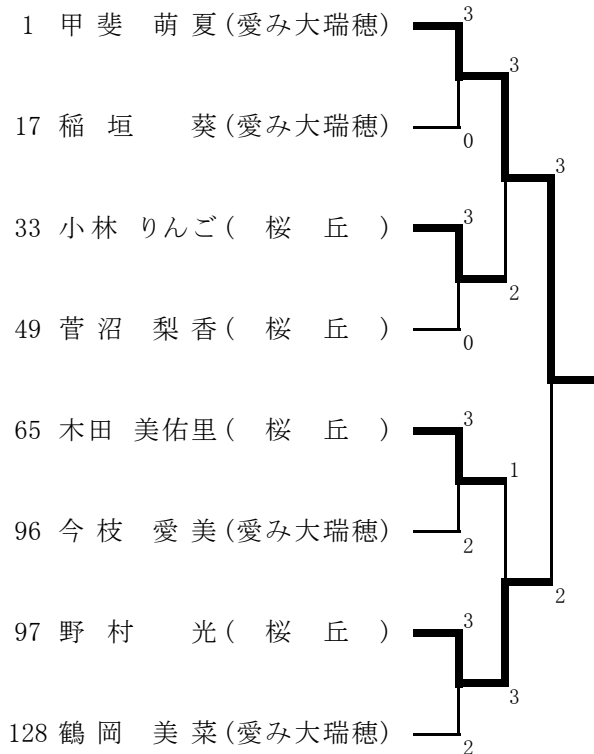 1 甲斐 萌夏(愛み大瑞穂) 3
3
17 稲垣 葵(愛み大瑞穂) 0
3
33 小林 りんご(桜丘) 3
2
49 菅沼 梨香(桜丘) 0
65 木田 美佑里(桜丘) 3
1
96 今枝 愛美(愛み大瑞穂) 2
2
97 野村 光(桜丘) 3
3
128 鶴岡 美菜(愛み大瑞穂) 2